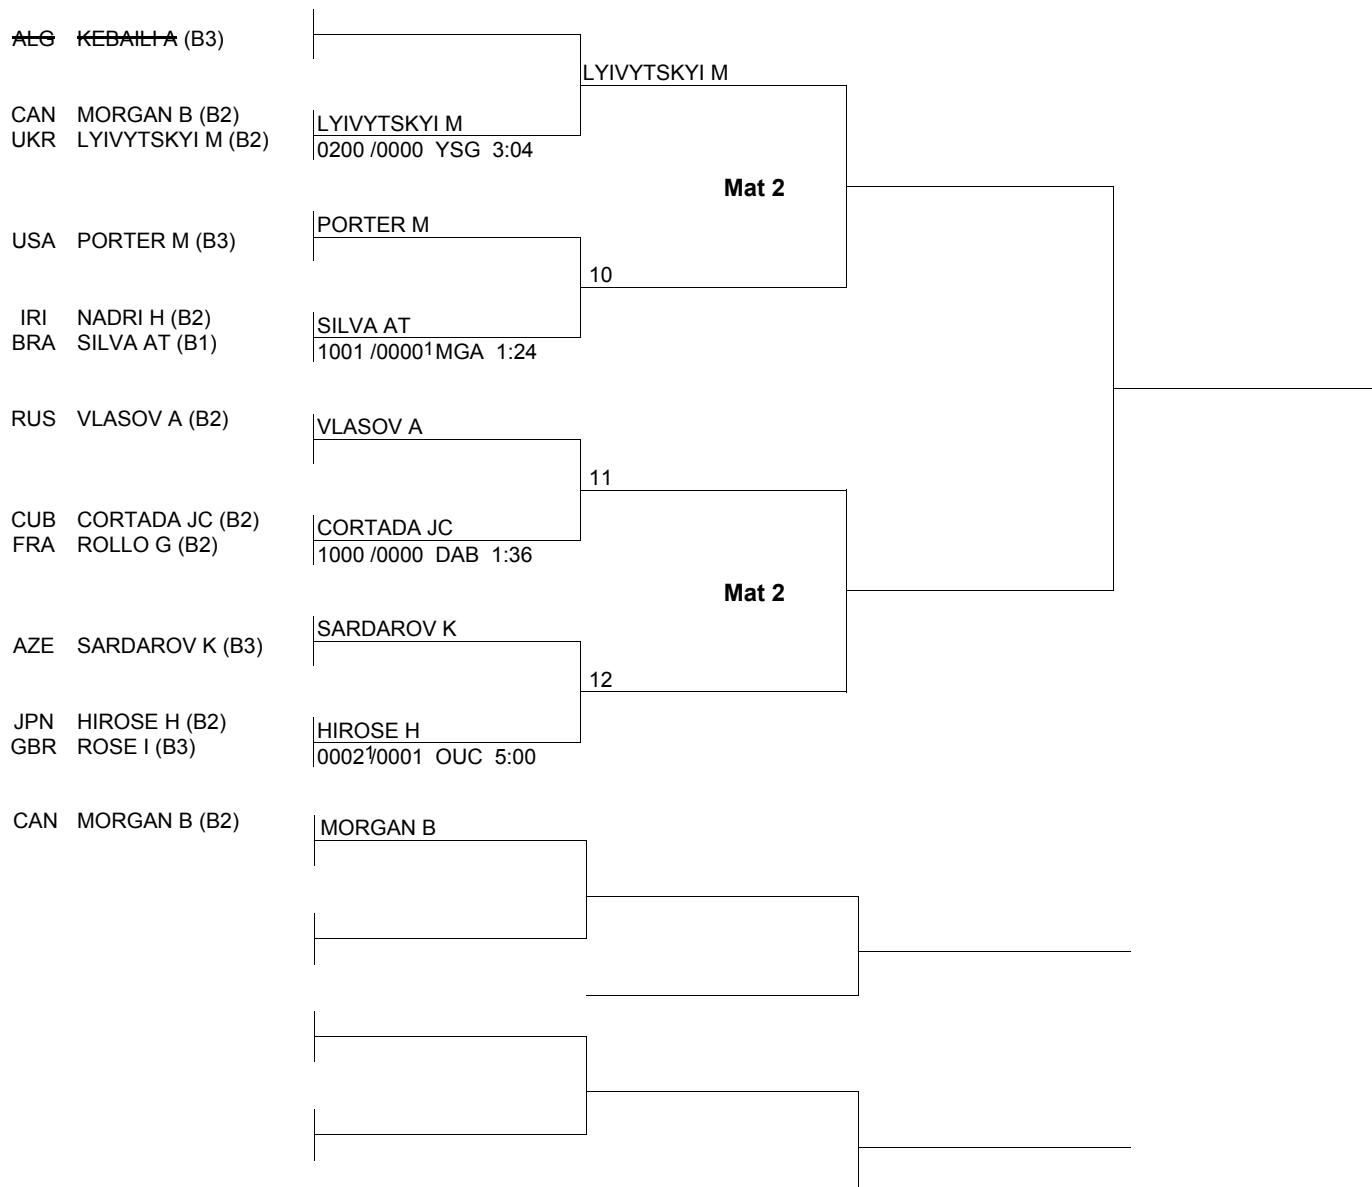 ALG KEBAILI A (B3)
LYIVYTSKYI M
CAN MORGAN B (B2)
LYIVYTSKYI M
UKR LYIVYTSKYI M (B2)
0200 /0000 YSG 3:04
Mat 2
PORTER M
USA PORTER M (B3)
10
IRI NADRI H (B2)
SILVA AT
BRA SILVA AT (B1)
1001 /0000¹ MGA 1:24
RUS VLASOV A (B2)
VLASOV A
11
CUB CORTADA JC (B2)
CORTADA JC
FRA ROLLO G (B2)
1000 /0000 DAB 1:36
Mat 2
SARDAROV K
AZE SARDAROV K (B3)
12
JPN HIROSE H (B2)
HIROSE H
GBR ROSE I (B3)
0002¹/0001 OUC 5:00
CAN MORGAN B (B2)
MORGAN B